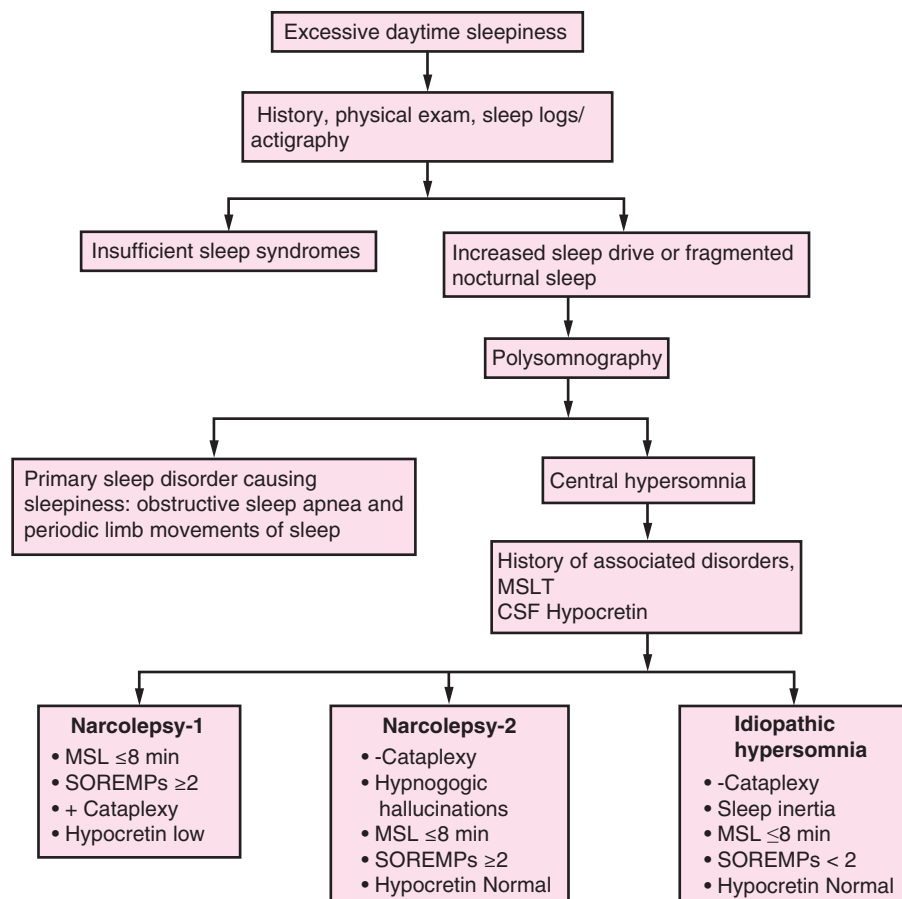 Excessive daytime sleepiness
History, physical exam, sleep logs/
actigraphy
Insufficient sleep syndromes
Increased sleep drive or fragmented
nocturnal sleep
Polysomnography
Primary sleep disorder causing
sleepiness: obstructive sleep apnea and
periodic limb movements of sleep
Central hypersomnia
History of associated disorders,
MSLT
CSF Hypocretin
Narcolepsy-1
• MSL ≤8 min
• SOREMPs ≥2
• + Cataplexy
• Hypocretin low
Narcolepsy-2
• -Cataplexy
• Hypnogogic
hallucinations
• MSL ≤8 min
• SOREMPs ≥2
• Hypocretin Normal
Idiopathic
hypersomnia
• -Cataplexy
• Sleep inertia
• MSL ≤8 min
• SOREMPs < 2
• Hypocretin Normal